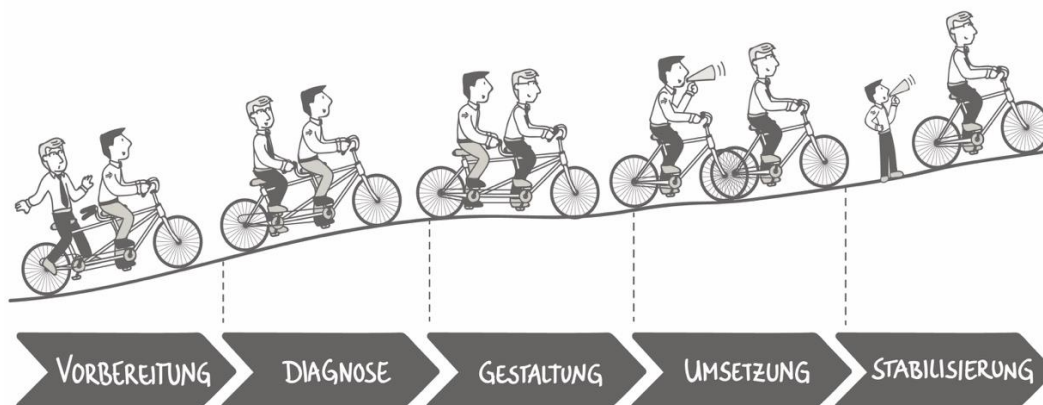 VORBEREITUNG
DIAGNOSE
GESTALTUNG
UMSETZUNG
STABILISIERUNG